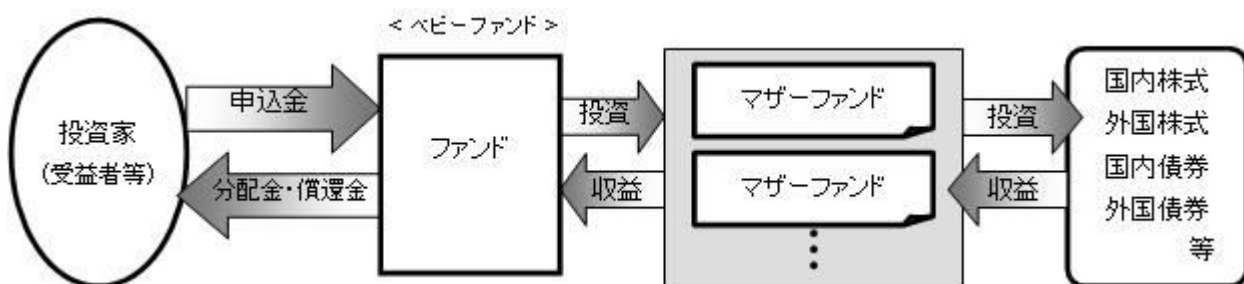 < ベビーファンド >
投資家
(受益者等)
申込金
分配金・償還金
ファンド
投資
収益
マザーファンド
マザーファンド
投資
収益
国内株式
外国株式
国内債券
外国債券
等